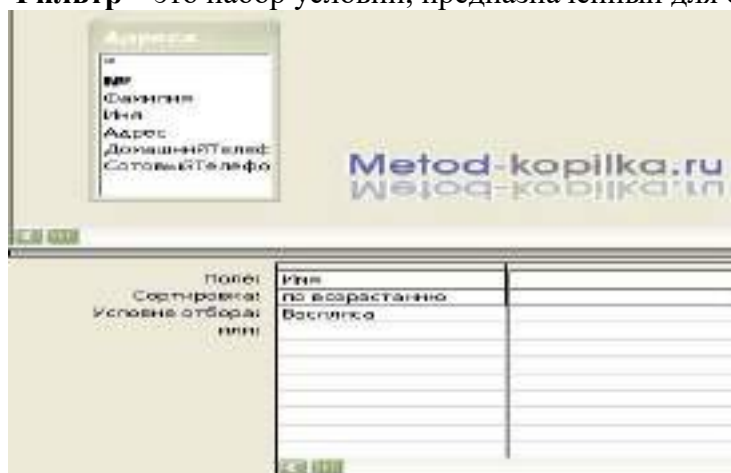 Фильтр - это набор условий, предназначенный для
Адреса
*
№
Фамилия
Имя
Адрес
ДомашнийТелеф
СотовыйТелефо
Metod-kopilka.ru
Поле: Имя
Сортировка: по возрастанию
Условие отбора: Василиса
или: